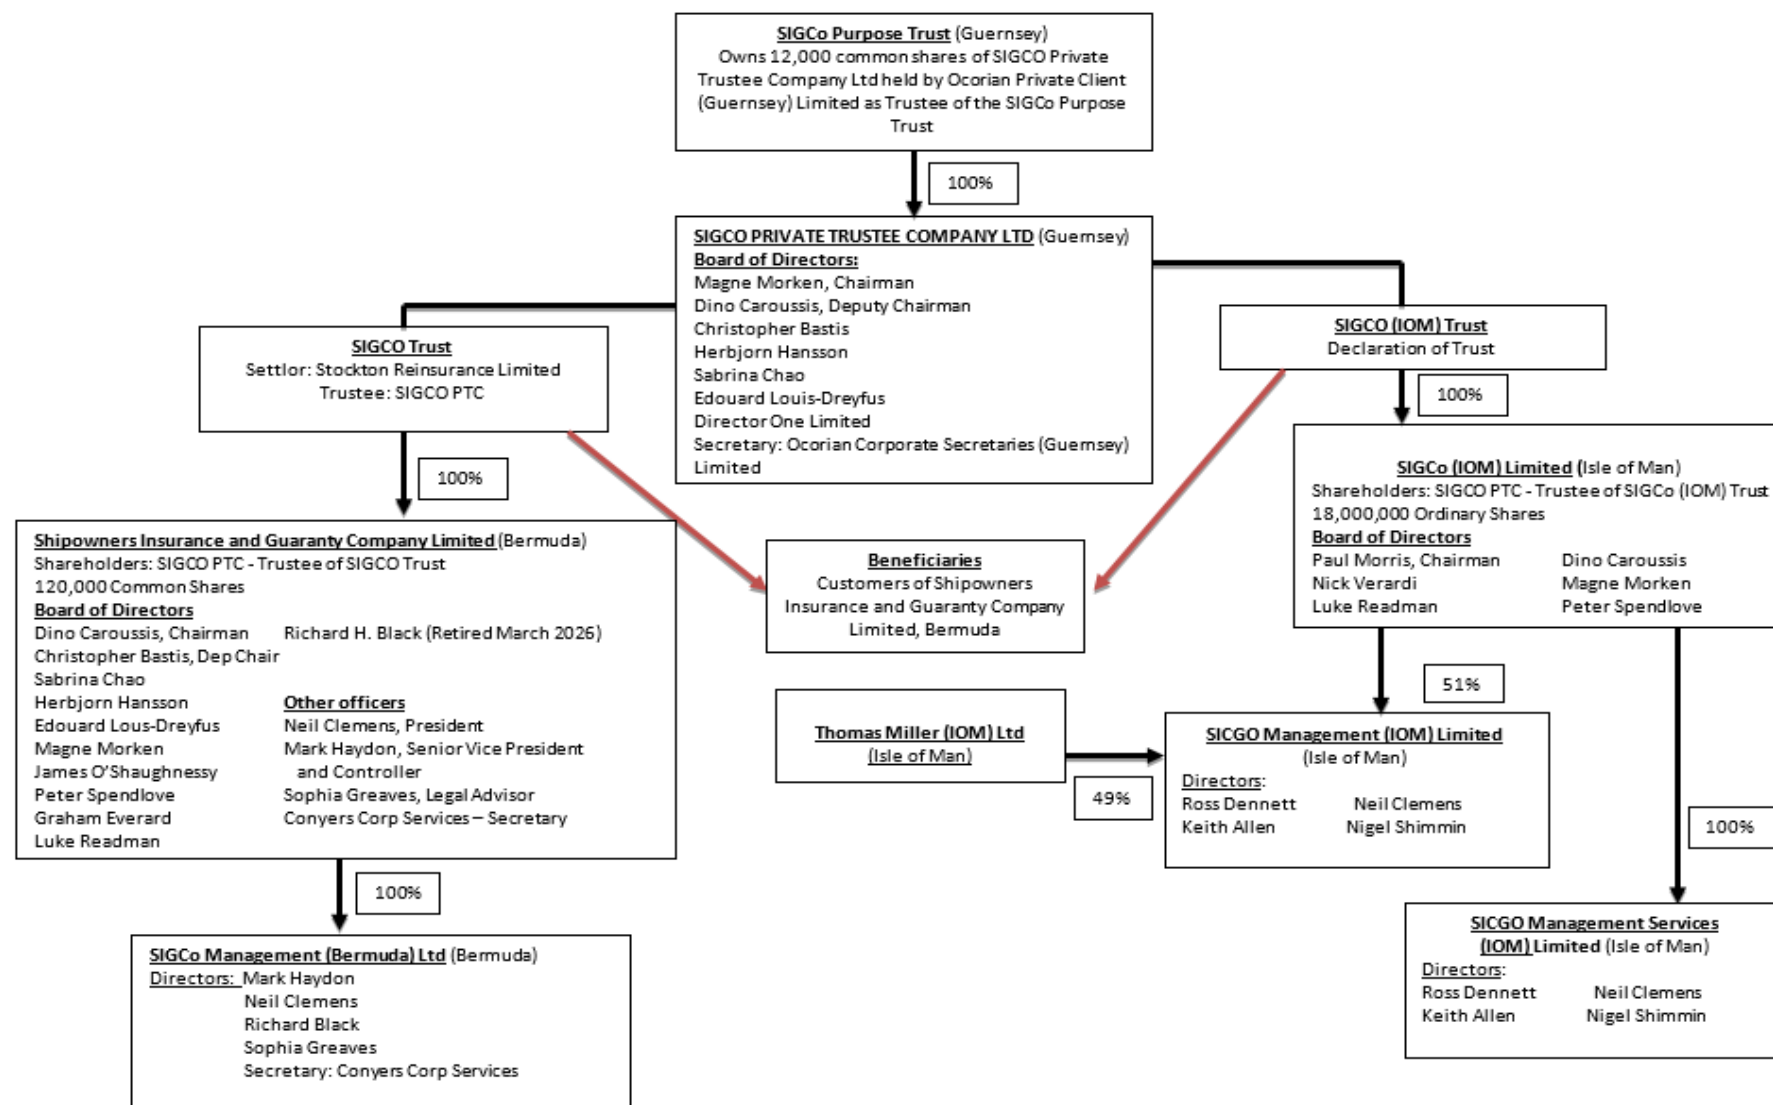 SIGCo Purpose Trust (Guernsey)
Owns 12,000 common shares of SIGCO Private
Trustee Company Ltd held by Ocorian Private Client
(Guernsey) Limited as Trustee of the SIGCo Purpose
Trust
100%
SIGCO PRIVATE TRUSTEE COMPANY LTD (Guernsey)
Board of Directors:
Magne Morken, Chairman
Dino Caroussis, Deputy Chairman
Christopher Bastis
Herbjorn Hansson
Sabrina Chao
Edouard Louis-Dreyfus
Director One Limited
Secretary: Ocorian Corporate Secretaries (Guernsey)
Limited
SIGCO Trust
Settlor: Stockton Reinsurance Limited
Trustee: SIGCO PTC
100%
SIGCO (IOM) Trust
Declaration of Trust
100%
Shipowners Insurance and Guaranty Company Limited (Bermuda)
Shareholders: SIGCO PTC - Trustee of SIGCO Trust
120,000 Common Shares
Board of Directors
Dino Caroussis, Chairman
Christopher Bastis, Dep Chair
Sabrina Chao
Herbjorn Hansson
Edouard Lous-Dreyfus
Magne Morken
James O'Shaughnessy
Peter Spendlove
Graham Everard
Luke Readman
Richard H. Black (Retired March 2026)
Other officers
Neil Clemens, President
Mark Haydon, Senior Vice President
and Controller
Sophia Greaves, Legal Advisor
Conyers Corp Services – Secretary
Beneficiaries
Customers of Shipowners
Insurance and Guaranty Company
Limited, Bermuda
SIGCo (IOM) Limited (Isle of Man)
Shareholders: SIGCO PTC - Trustee of SIGCo (IOM) Trust
18,000,000 Ordinary Shares
Board of Directors
Paul Morris, Chairman
Nick Verardi
Luke Readman
Dino Caroussis
Magne Morken
Peter Spendlove
51%
Thomas Miller (IOM) Ltd
(Isle of Man)
49%
SICGO Management (IOM) Limited
(Isle of Man)
Directors:
Ross Dennett
Keith Allen
Neil Clemens
Nigel Shimmin
100%
100%
SIGCo Management (Bermuda) Ltd (Bermuda)
Directors: Mark Haydon
Neil Clemens
Richard Black
Sophia Greaves
Secretary: Conyers Corp Services
SICGO Management Services
(IOM) Limited (Isle of Man)
Directors:
Ross Dennett
Keith Allen
Neil Clemens
Nigel Shimmin